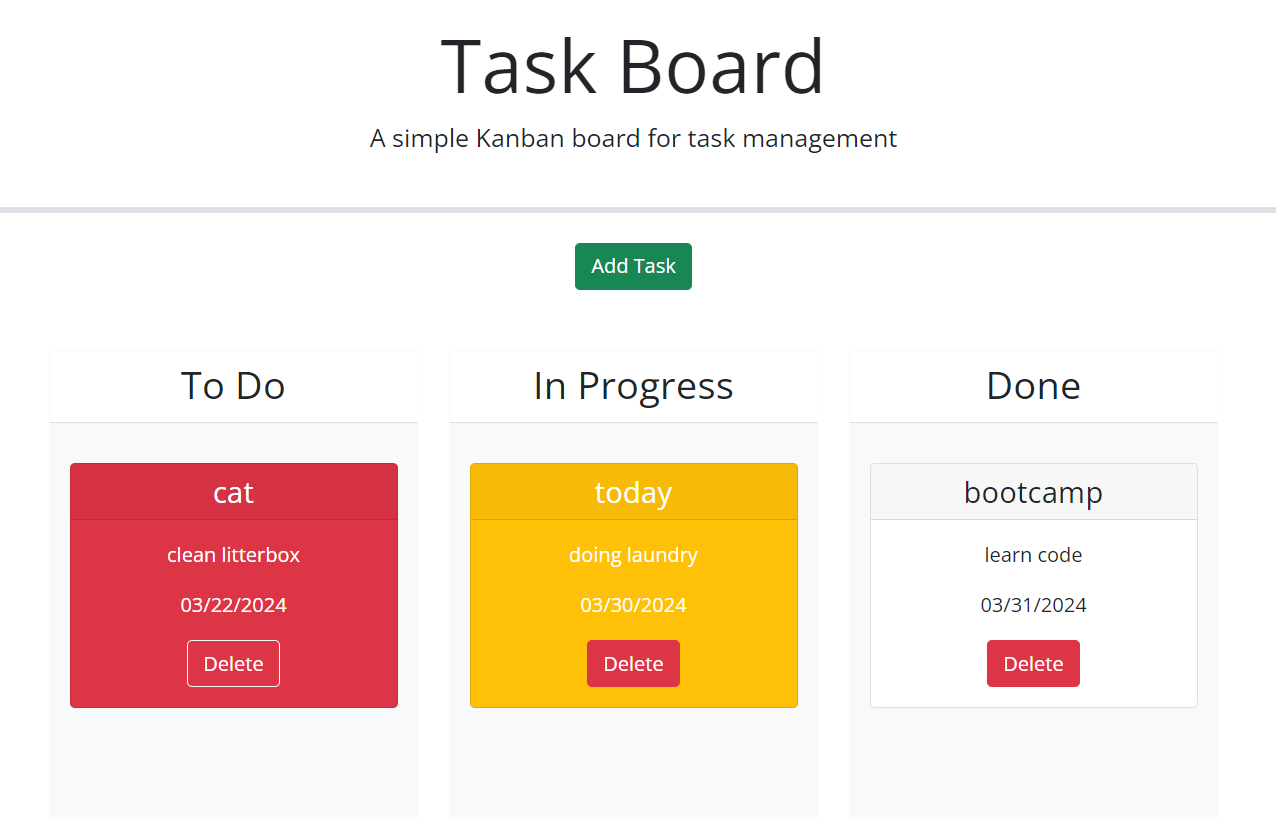 Task Board
A simple Kanban board for task management
Add Task
To Do
cat
clean litterbox
03/22/2024
Delete
In Progress
today
doing laundry
03/30/2024
Delete
Done
bootcamp
learn code
03/31/2024
Delete